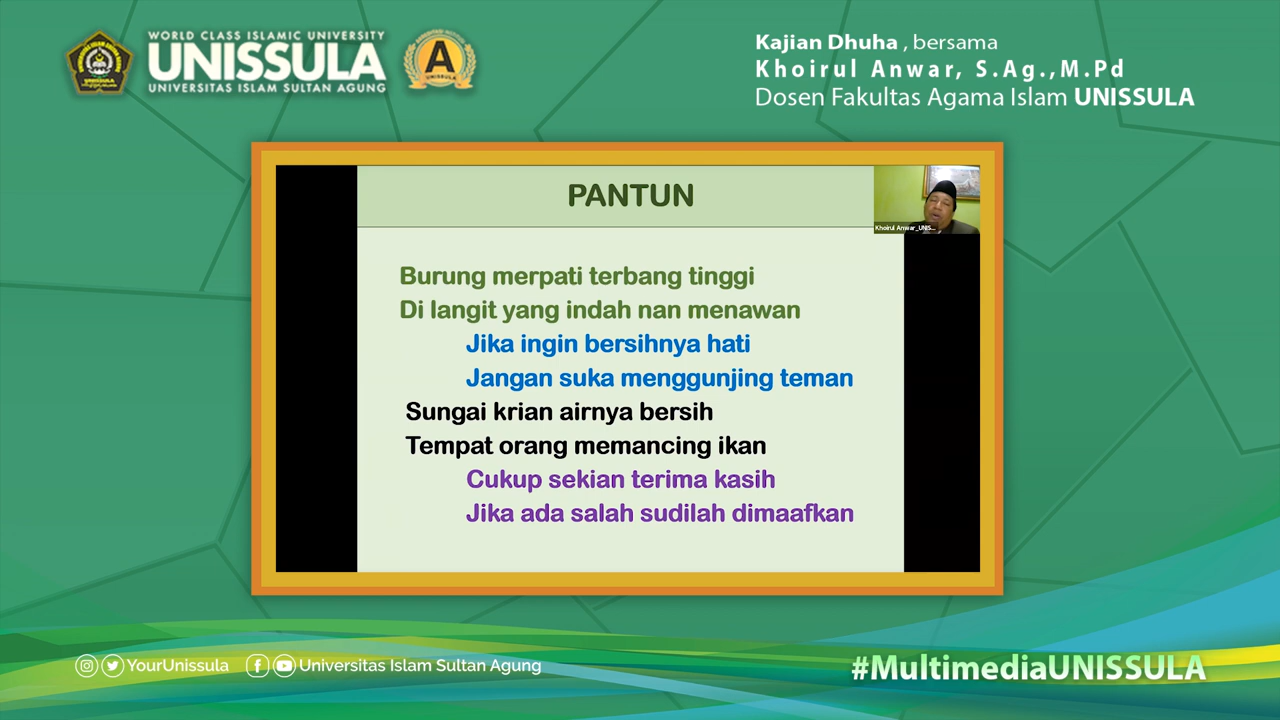 WORLD CLASS ISLAMIC UNIVERSITY
UNISSULA
UNIVERSITAS ISLAM SULTAN AGUNG
A
UNISSULA
Kajian Dhuha , bersama
Khoirul Anwar, S.Ag.,M.Pd
Dosen Fakultas Agama Islam UNISSULA
PANTUN
Khoirul Anwar_UNIS...
Burung merpati terbang tinggi
Di langit yang indah nan menawan
Jika ingin bersihnya hati
Jangan suka menggunjing teman
Sungai krian airnya bersih
Tempat orang memancing ikan
Cukup sekian terima kasih
Jika ada salah sudilah dimaafkan
YourUnissula
Universitas Islam Sultan Agung
#MultimediaUNISSULA